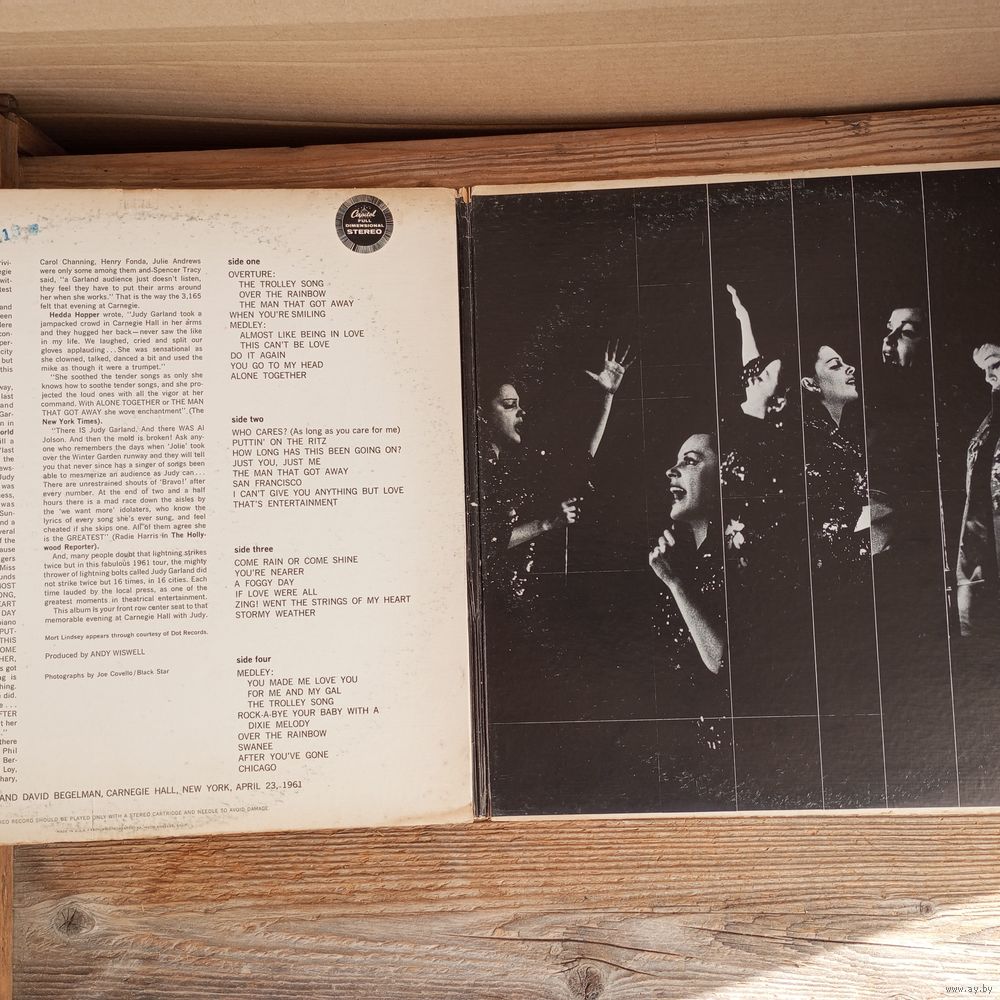 Capitol
FULL
DIMENSIONAL
STEREO
Carol Channing, Henry Fonda, Julie Andrews
were only some among them and Spencer Tracy
said, "a Garland audience just doesn't listen,
they feel they have to put their arms around
her when she works." That is the way the 3,165
felt that evening at Carnegie.
Hedda Hopper wrote, "Judy Garland took a
jampacked crowd in Carnegie Hall in her arms
and they hugged her back—never saw the like
in my life. We laughed, cried and split our
gloves applauding... She was sensational as
she clowned, talked, danced a bit and used the
mike as though it were a trumpet."
"She soothed the tender songs as only she
knows how to soothe tender songs, and she pro-
jected the loud ones with all the vigor at her
command. With ALONE TOGETHER or THE MAN
THAT GOT AWAY she wove enchantment" (The
New York Times).
"There IS Judy Garland. And there WAS Al
Jolson. And then the mold is broken! Ask any-
one who remembers the days when 'Jolie' took
over the Winter Garden runway and they will tell
you that never since has a singer of songs been
able to mesmerize an audience as Judy can...
There are unrestrained shouts of 'Bravo!' after
every number. At the end of two and a half
hours there is a mad race down the aisles by
the 'we want more' idolaters, who know the
lyrics of every song she's ever sung, and feel
cheated if she skips one. All of them agree she
is the GREATEST" (Radie Harris in The Holly-
wood Reporter).
And, many people doubt that lightning strikes
twice but in this fabulous 1961 tour, the mighty
thrower of lightning bolts called Judy Garland did
not strike twice but 16 times, in 16 cities. Each
time lauded by the local press, as one of the
greatest moments in theatrical entertainment.
This album is your front row center seat to that
memorable evening at Carnegie Hall with Judy.
Mort Lindsey appears through courtesy of Dot Records.
Produced by ANDY WISWELL
Photographs by Joe Covello/Black Star
side one
OVERTURE:
THE TROLLEY SONG
OVER THE RAINBOW
THE MAN THAT GOT AWAY
WHEN YOU'RE SMILING
MEDLEY:
ALMOST LIKE BEING IN LOVE
THIS CAN'T BE LOVE
DO IT AGAIN
YOU GO TO MY HEAD
ALONE TOGETHER
side two
WHO CARES? (As long as you care for me)
PUTTIN' ON THE RITZ
HOW LONG HAS THIS BEEN GOING ON?
JUST YOU, JUST ME
THE MAN THAT GOT AWAY
SAN FRANCISCO
I CAN'T GIVE YOU ANYTHING BUT LOVE
THAT'S ENTERTAINMENT
side three
COME RAIN OR COME SHINE
YOU'RE NEARER
A FOGGY DAY
IF LOVE WERE ALL
ZING! WENT THE STRINGS OF MY HEART
STORMY WEATHER
side four
MEDLEY:
YOU MADE ME LOVE YOU
FOR ME AND MY GAL
THE TROLLEY SONG
ROCK-A-BYE YOUR BABY WITH A
DIXIE MELODY
OVER THE RAINBOW
SWANEE
AFTER YOU'VE GONE
CHICAGO
AND DAVID BEGELMAN, CARNEGIE HALL, NEW YORK, APRIL 23, 1961
RECORD SHOULD BE PLAYED ONLY WITH A STEREO CARTRIDGE AND NEEDLE TO AVOID DAMAGE.
www.ay.by